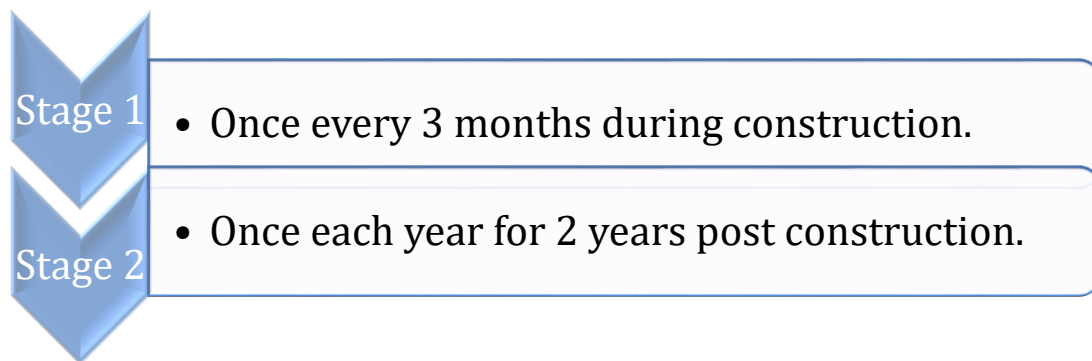 Stage 1
• Once every 3 months during construction.
Stage 2
• Once each year for 2 years post construction.